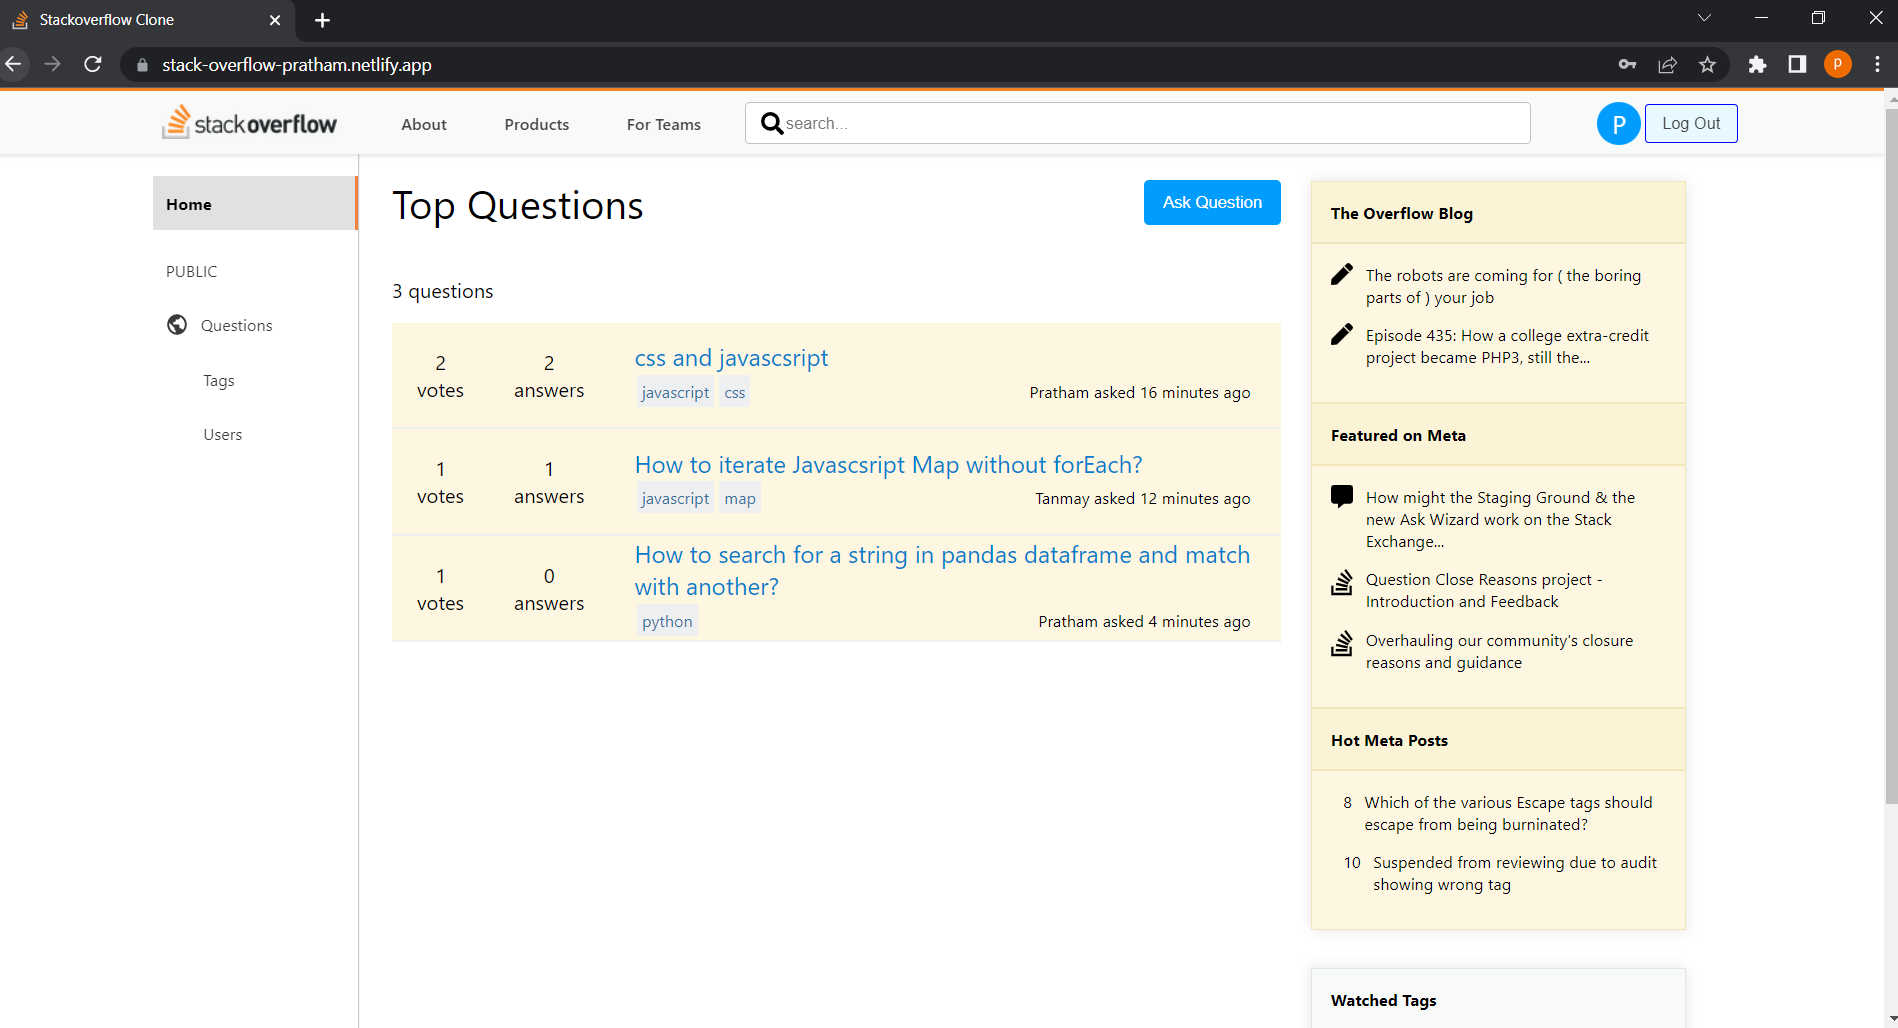 Stackoverflow Clone
stack-overflow-pratham.netlify.app
P
stackoverflow
About
Products
For Teams
search...
P
Log Out
Home
PUBLIC
Questions
Tags
Users
Top Questions
Ask Question
3 questions
2 votes
2 answers
css and javascsript
javascript css
Pratham asked 16 minutes ago
1 votes
1 answers
How to iterate Javascsript Map without forEach?
javascript map
Tanmay asked 12 minutes ago
1 votes
0 answers
How to search for a string in pandas dataframe and match
with another?
python
Pratham asked 4 minutes ago
The Overflow Blog
The robots are coming for ( the boring
parts of ) your job
Episode 435: How a college extra-credit
project became PHP3, still the...
Featured on Meta
How might the Staging Ground & the
new Ask Wizard work on the Stack
Exchange...
Question Close Reasons project -
Introduction and Feedback
Overhauling our community's closure
reasons and guidance
Hot Meta Posts
8 Which of the various Escape tags should
escape from being burninated?
10 Suspended from reviewing due to audit
showing wrong tag
Watched Tags